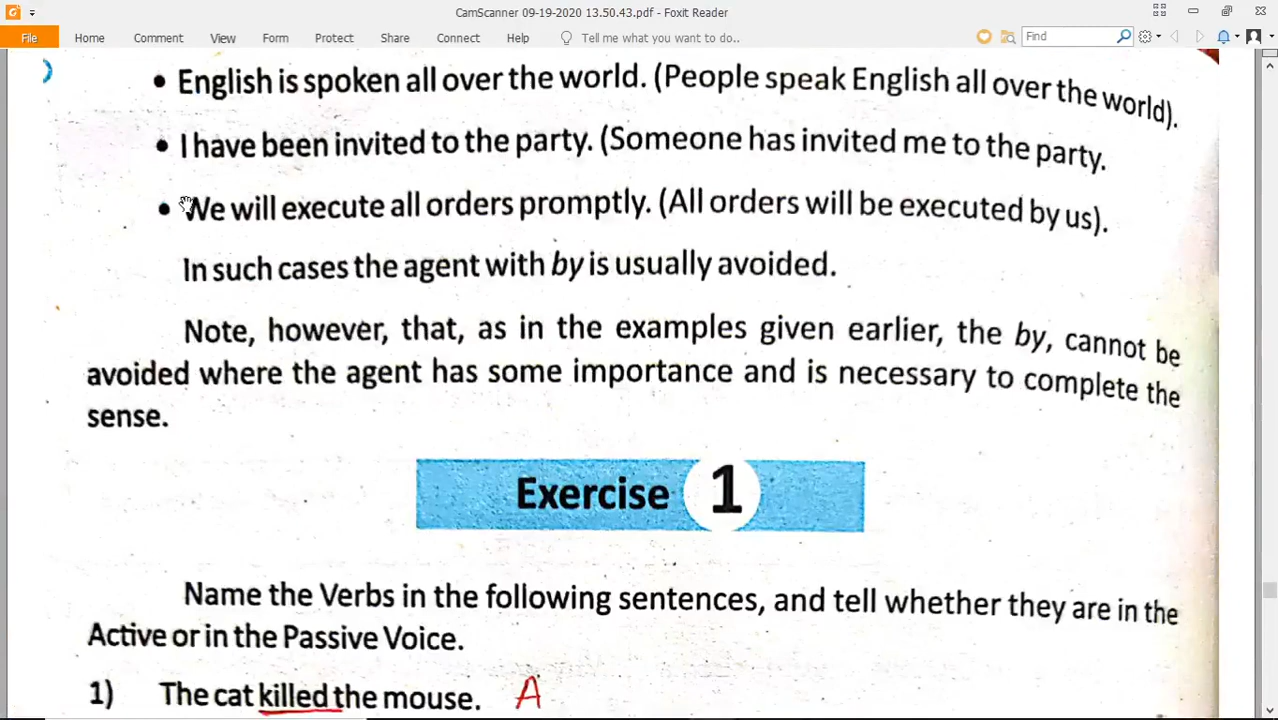 CamScanner 09-19-2020 13.50.43.pdf - Foxit Reader
File Home Comment View Form Protect Share Connect Help Tell me what you want to do.. Find
• English is spoken all over the world. (People speak English all over the world).
• I have been invited to the party. (Someone has invited me to the party.
• We will execute all orders promptly. (All orders will be executed by us).
In such cases the agent with by is usually avoided.
Note, however, that, as in the examples given earlier, the by, cannot be
avoided where the agent has some importance and is necessary to complete the
sense.
Exercise 1
Name the Verbs in the following sentences, and tell whether they are in the
Active or in the Passive Voice.
1) The cat killed the mouse. A